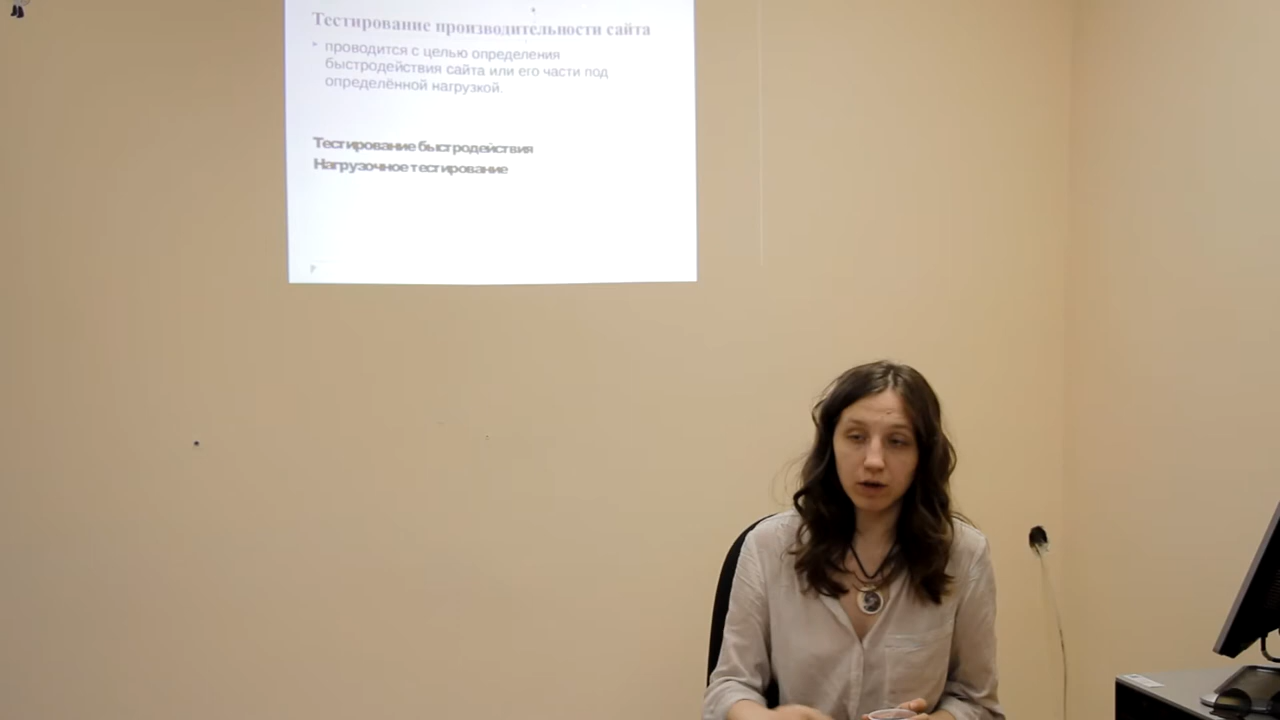 Тестирование производительности сайта
проводится с целью определения
быстродействия сайта или его части под
определённой нагрузкой.
Тестирование быстродействия
Нагрузочное тестирование